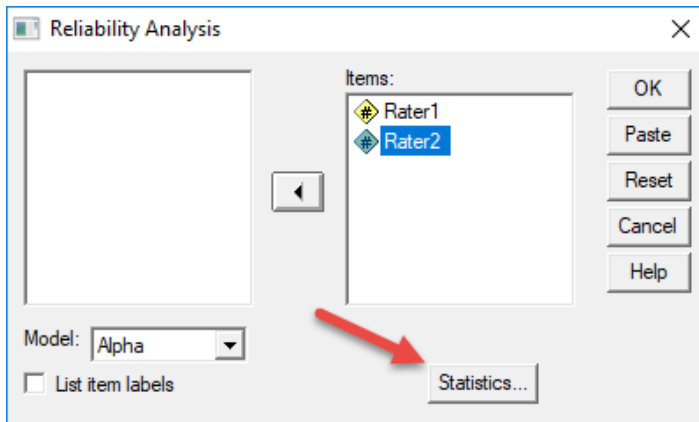 Reliability Analysis
Items:
# Rater1
# Rater2
OK
Paste
Reset
Cancel
Help
Model: Alpha
List item labels
Statistics...